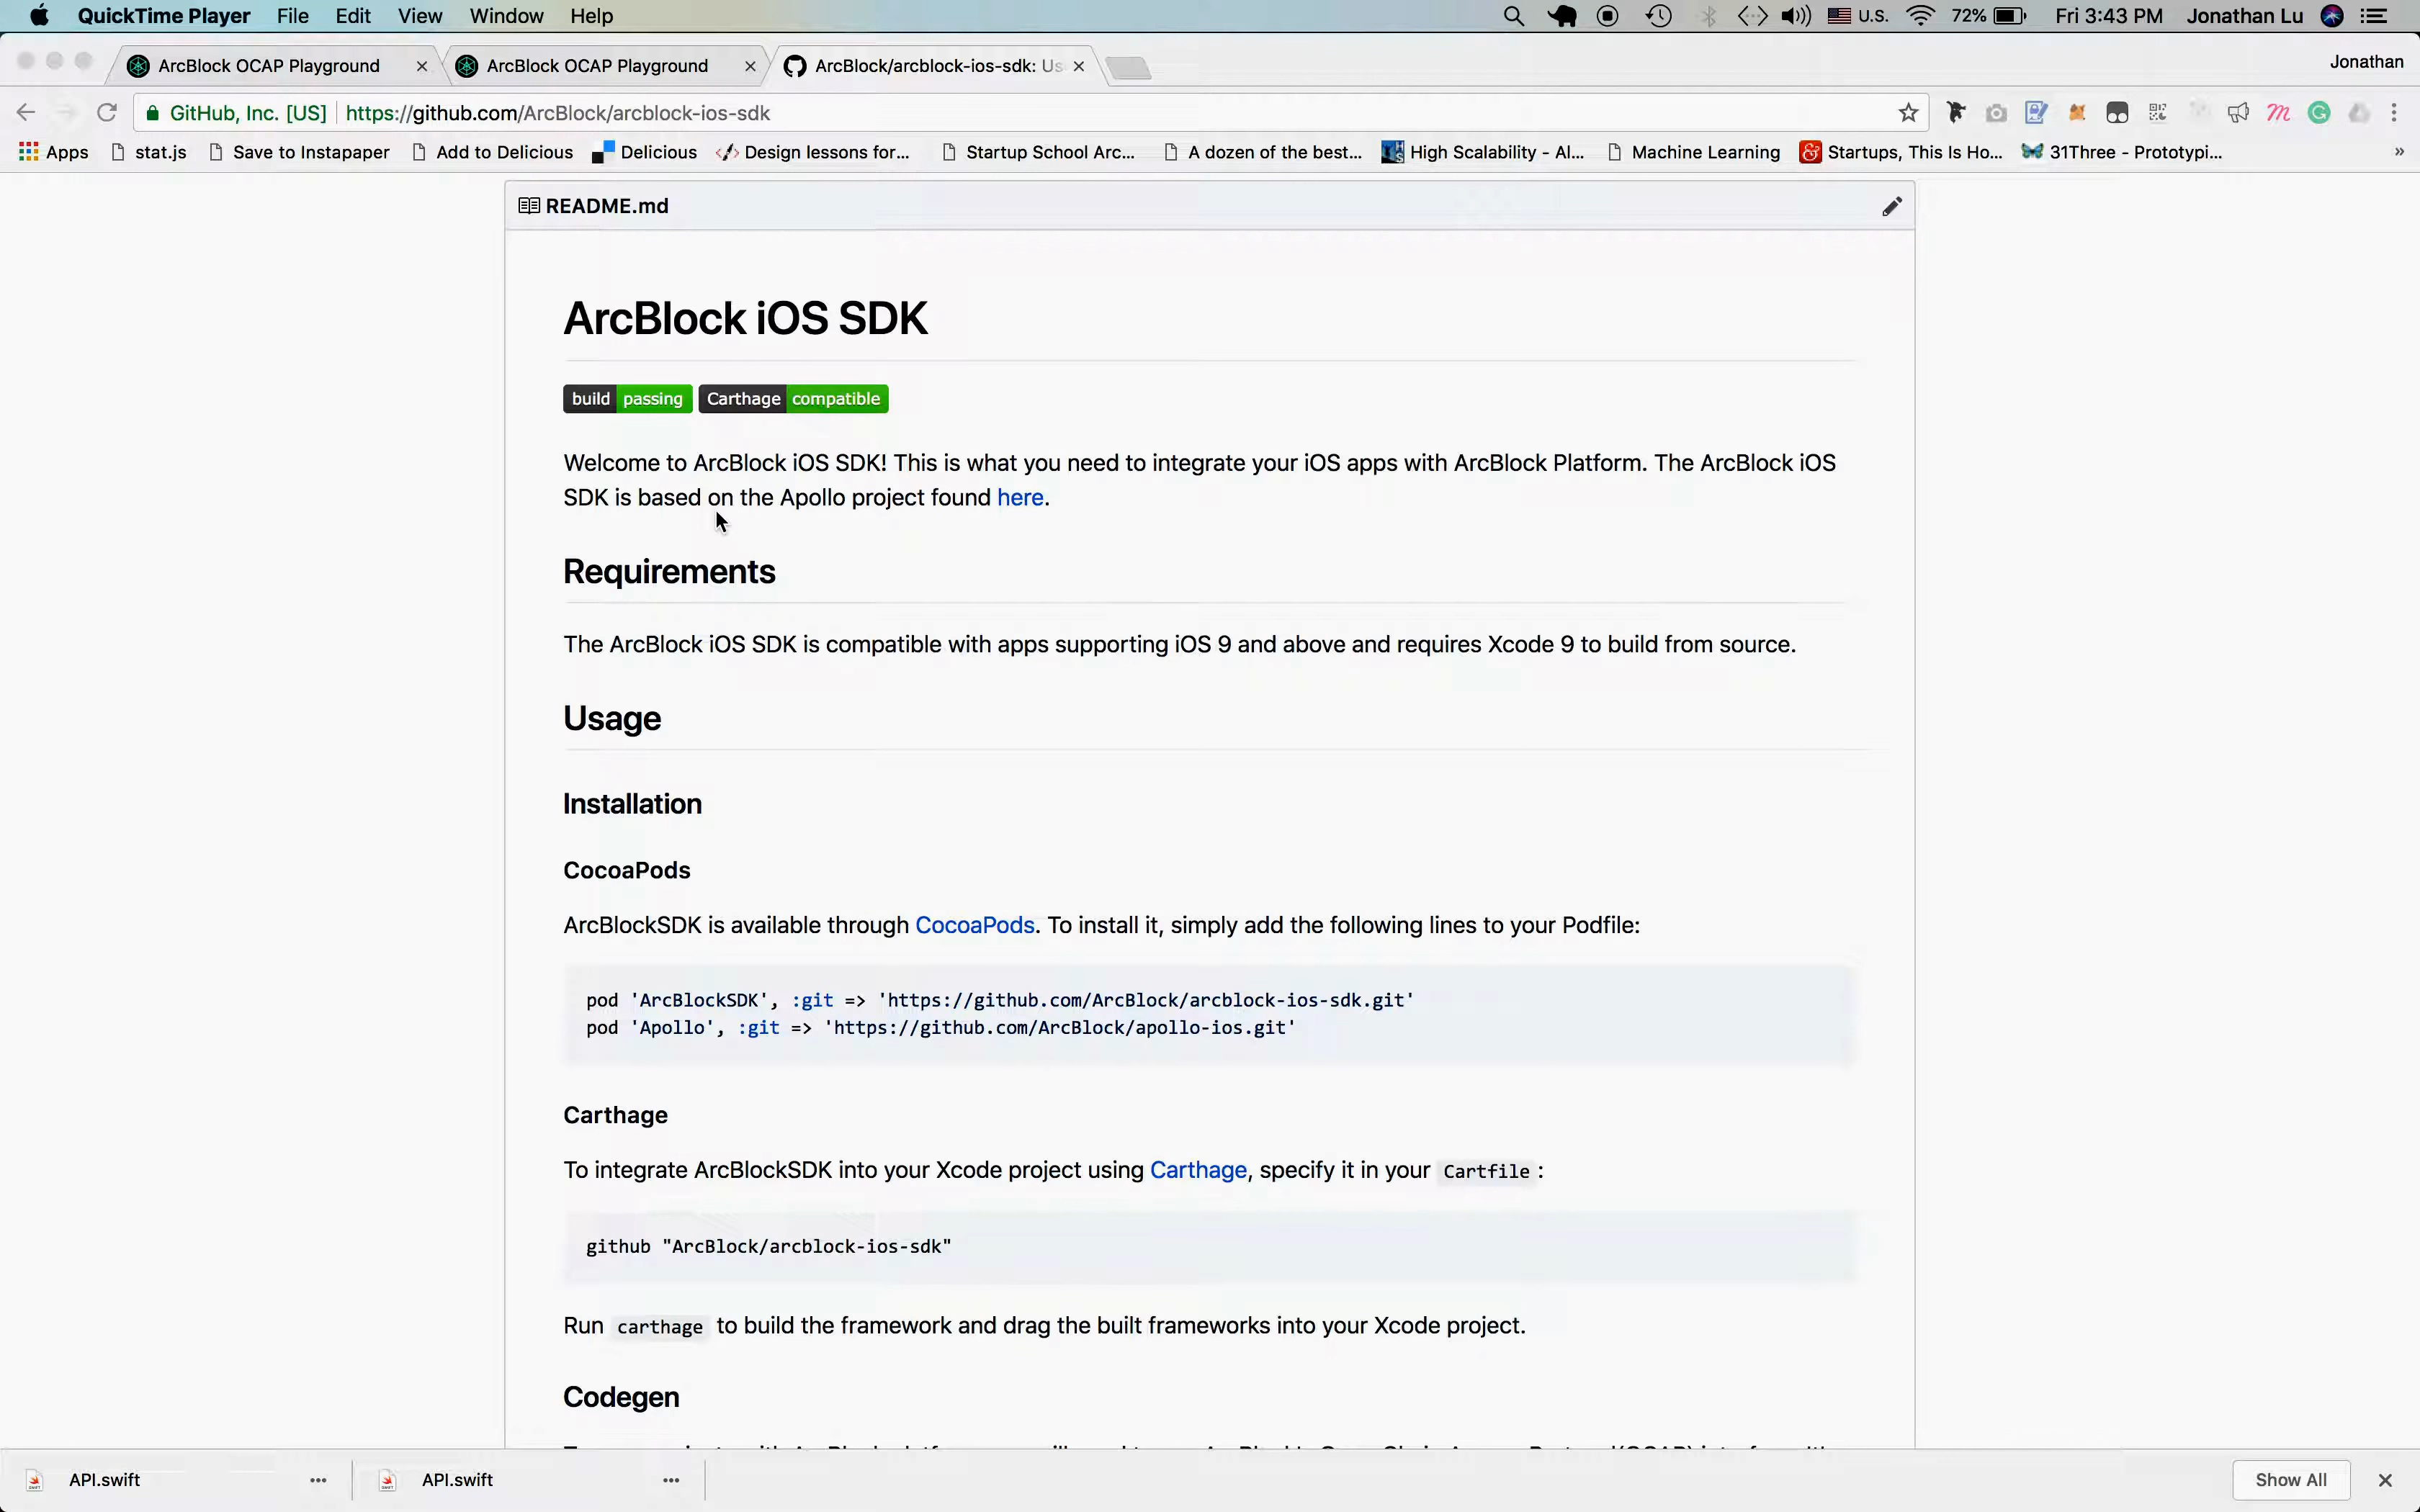 QuickTime Player File Edit View Window Help U.S. 72% Fri 3:43 PM Jonathan Lu
ArcBlock OCAP Playground ArcBlock OCAP Playground ArcBlock/arcblock-ios-sdk: Us Jonathan
GitHub, Inc. [US] https://github.com/ArcBlock/arcblock-ios-sdk
Apps stat.js Save to Instapaper Add to Delicious Delicious Design lessons for... Startup School Arc... A dozen of the best... High Scalability - Al... Machine Learning Startups, This Is Ho... 31Three - Prototypi... »
README.md
ArcBlock iOS SDK
build passing Carthage compatible
Welcome to ArcBlock iOS SDK! This is what you need to integrate your iOS apps with ArcBlock Platform. The ArcBlock iOS
SDK is based on the Apollo project found here.
Requirements
The ArcBlock iOS SDK is compatible with apps supporting iOS 9 and above and requires Xcode 9 to build from source.
Usage
Installation
CocoaPods
ArcBlockSDK is available through CocoaPods. To install it, simply add the following lines to your Podfile:
pod 'ArcBlockSDK', :git => 'https://github.com/ArcBlock/arcblock-ios-sdk.git'
pod 'Apollo', :git => 'https://github.com/ArcBlock/apollo-ios.git'
Carthage
To integrate ArcBlockSDK into your Xcode project using Carthage, specify it in your Cartfile :
github "ArcBlock/arcblock-ios-sdk"
Run carthage to build the framework and drag the built frameworks into your Xcode project.
Codegen
API.swift API.swift Show All